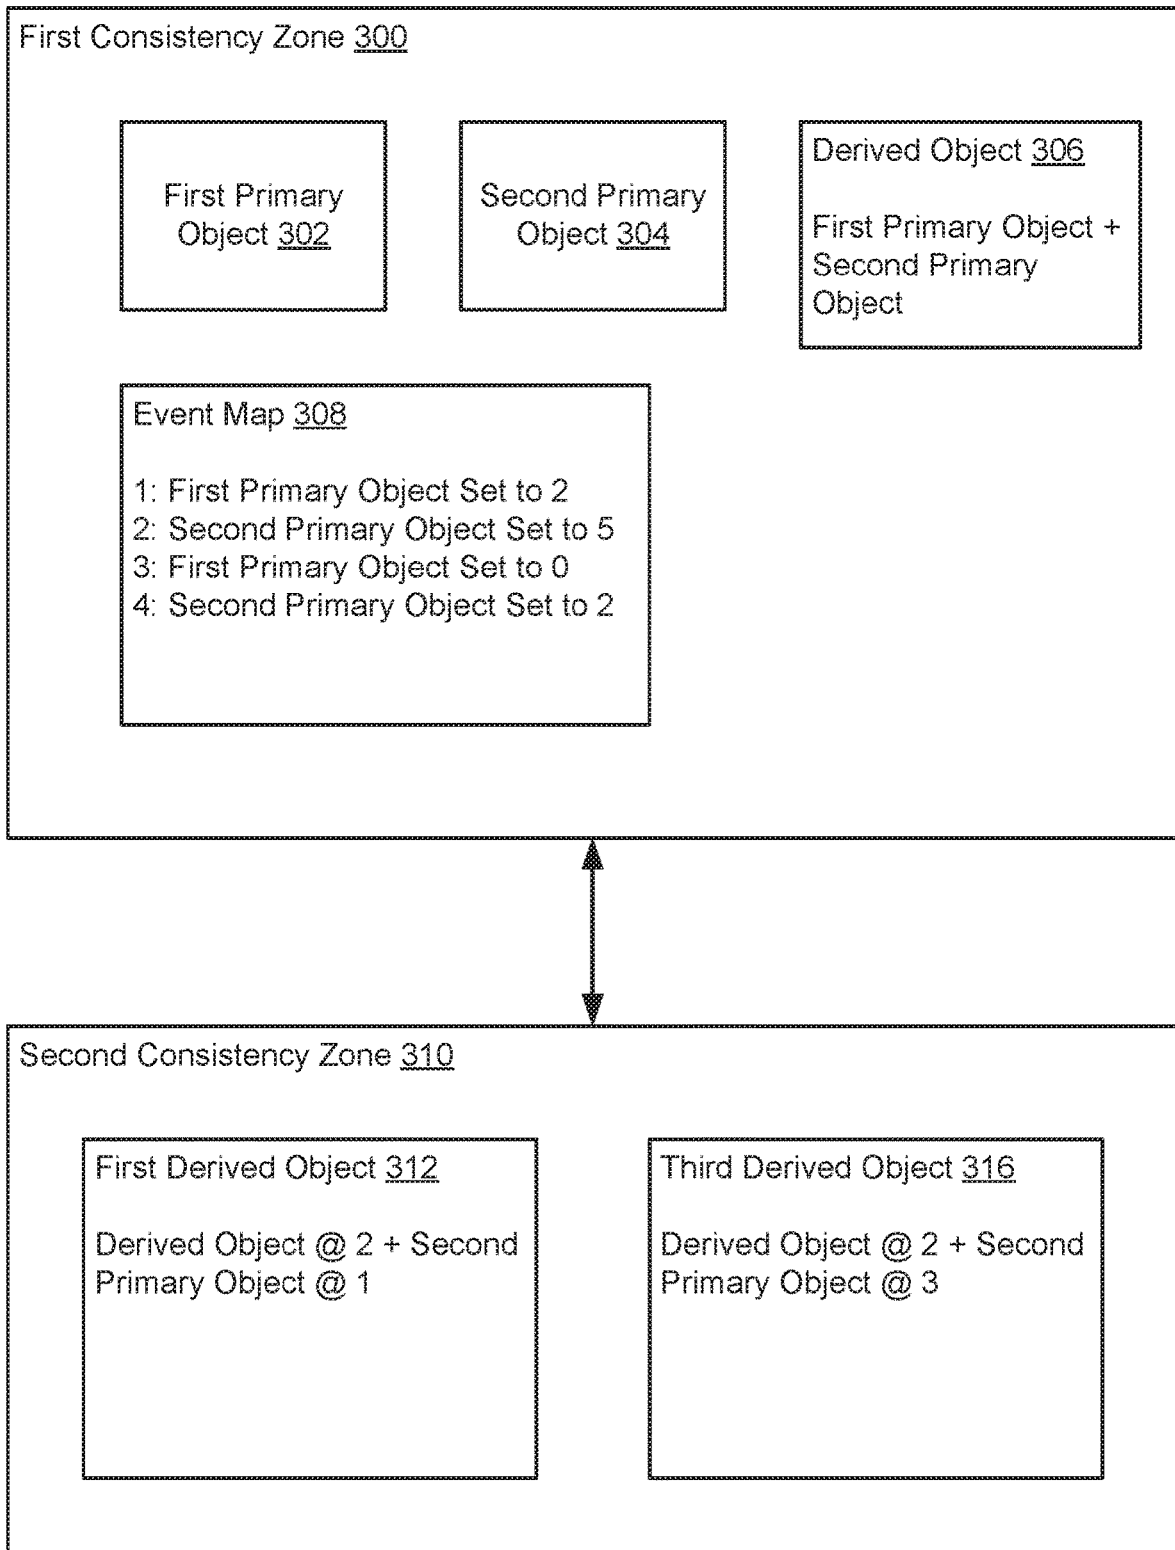 First Consistency Zone 300
First Primary
Object 302
Second Primary
Object 304
Derived Object 306
First Primary Object +
Second Primary
Object
Event Map 308
1: First Primary Object Set to 2
2: Second Primary Object Set to 5
3: First Primary Object Set to 0
4: Second Primary Object Set to 2
Second Consistency Zone 310
First Derived Object 312
Derived Object @ 2 + Second
Primary Object @ 1
Third Derived Object 316
Derived Object @ 2 + Second
Primary Object @ 3